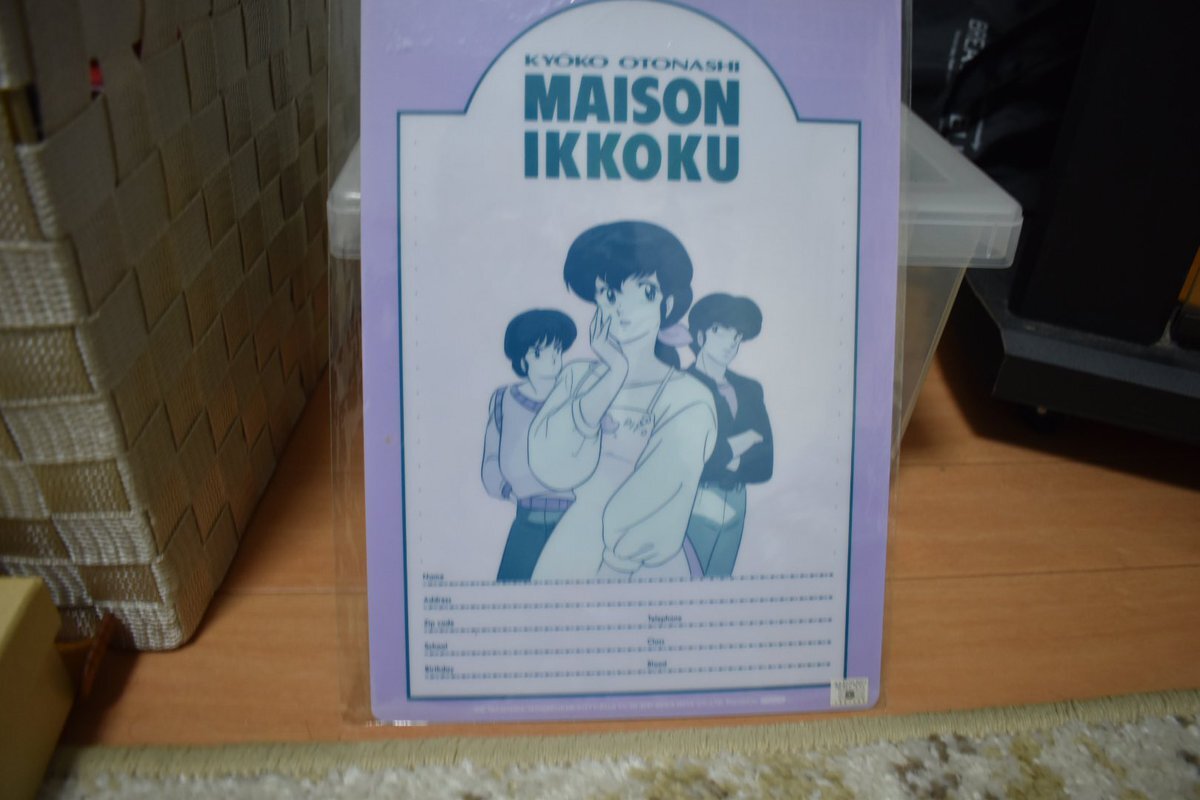 KYŌKO OTONASHI
MAISON
IKKOKU
Name
Address
Zip code Telephone
School Class
Birthday Blood